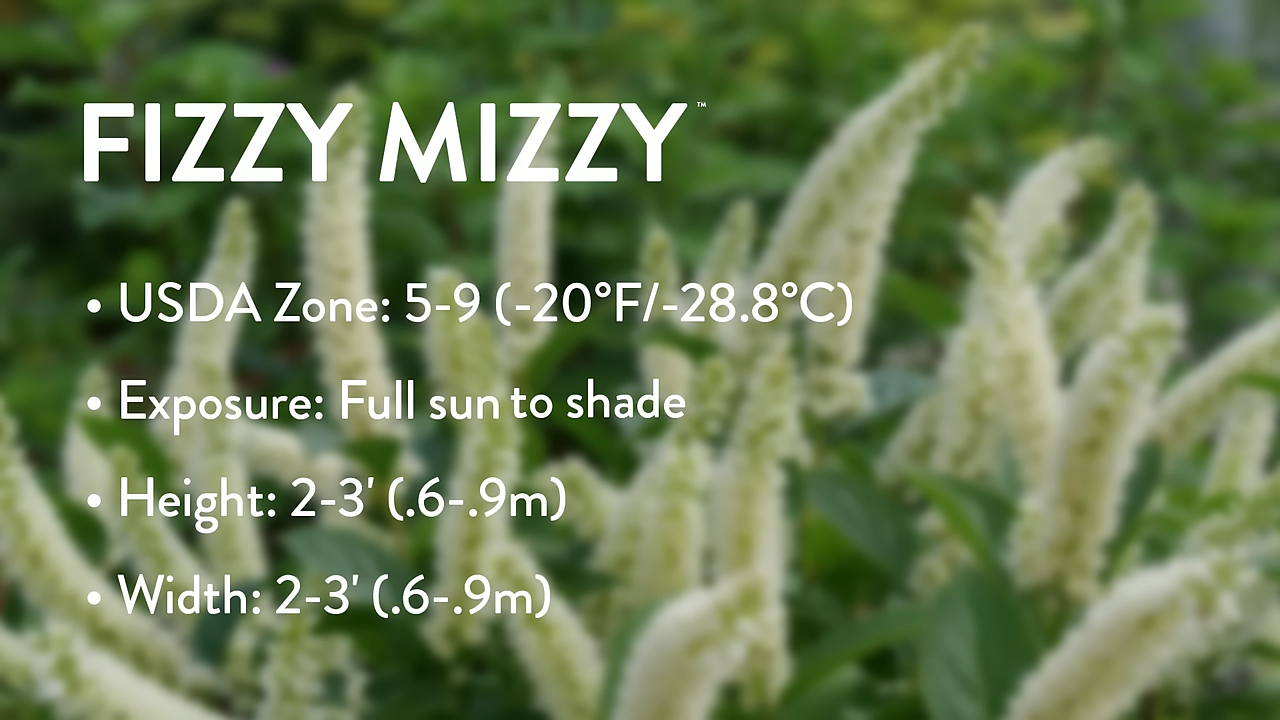 FIZZY MIZZY™
• USDA Zone: 5-9 (-20°F/-28.8°C)
• Exposure: Full sun to shade
• Height: 2-3' (.6-.9m)
• Width: 2-3' (.6-.9m)